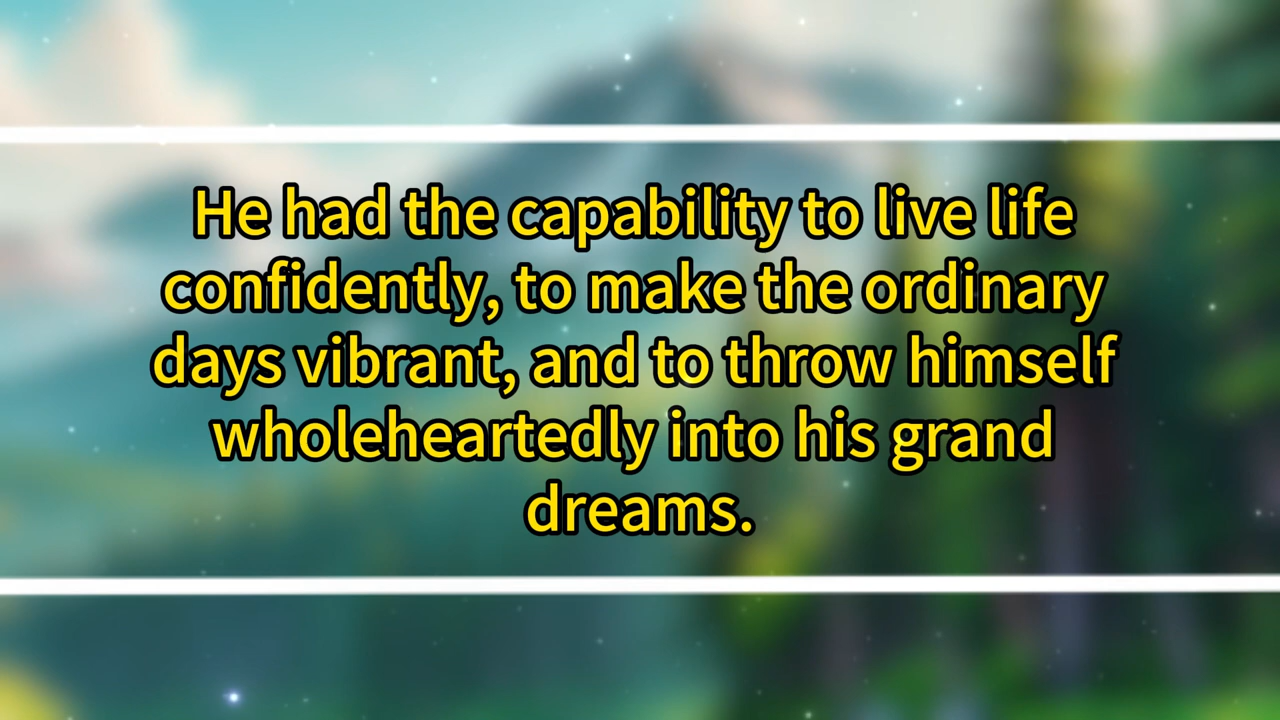 He had the capability to live life
confidently, to make the ordinary
days vibrant, and to throw himself
wholeheartedly into his grand
dreams.